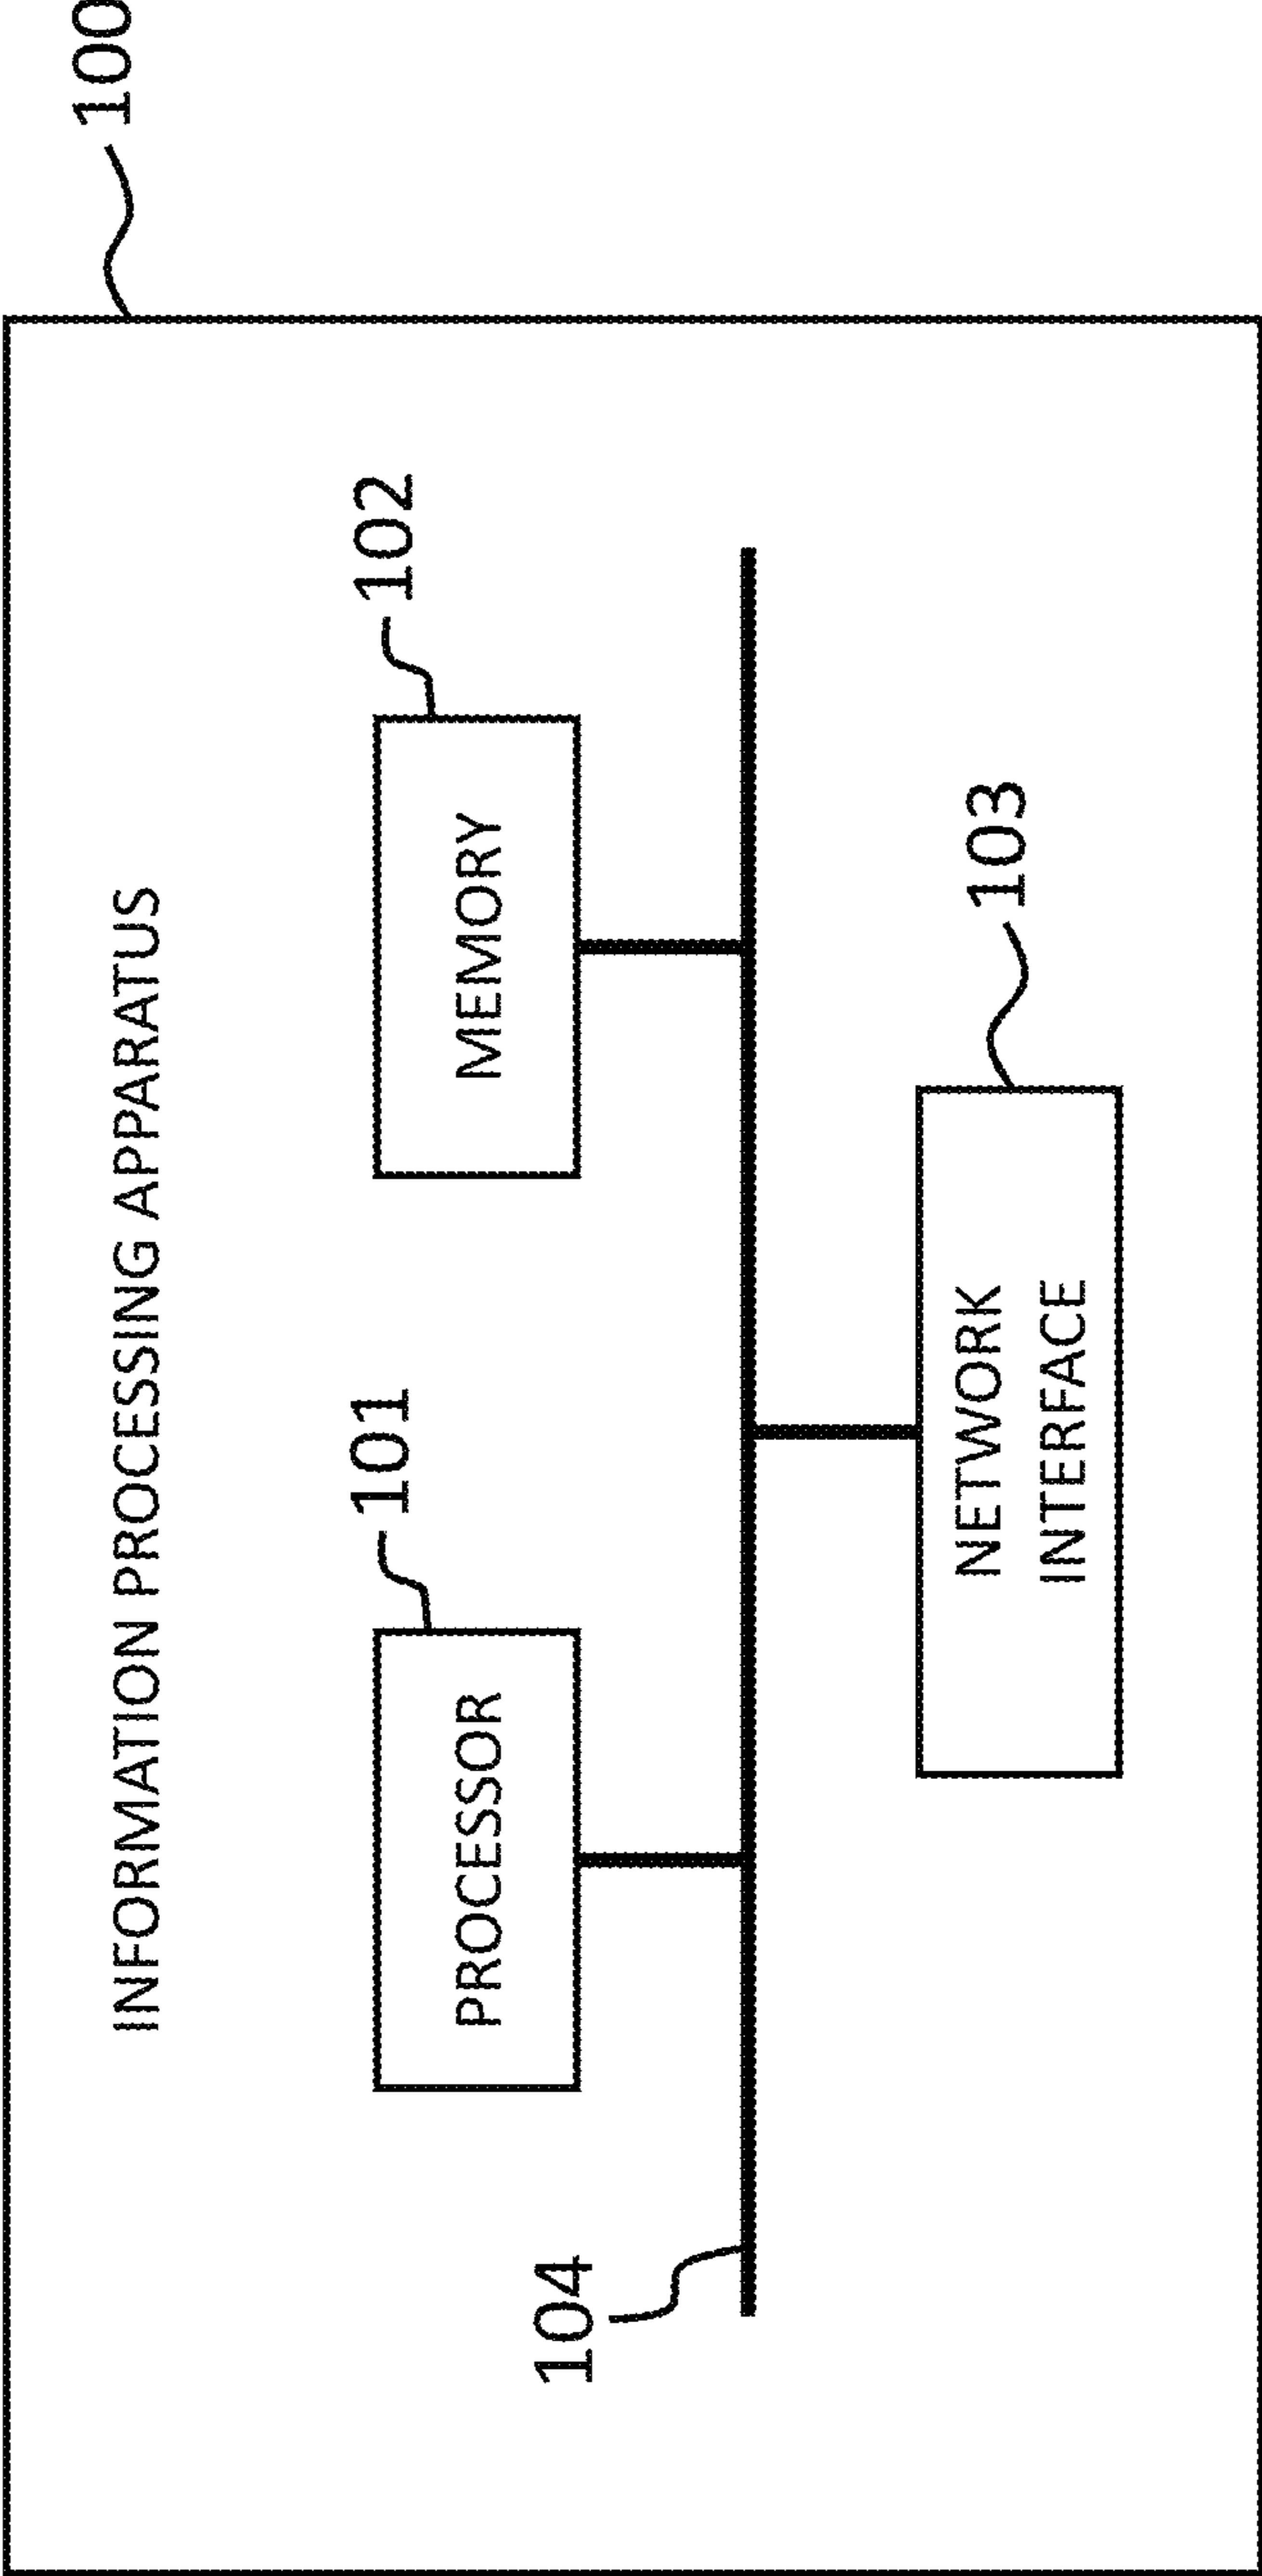 100
INFORMATION PROCESSING APPARATUS
101
102
PROCESSOR
MEMORY
104
103
NETWORK
INTERFACE